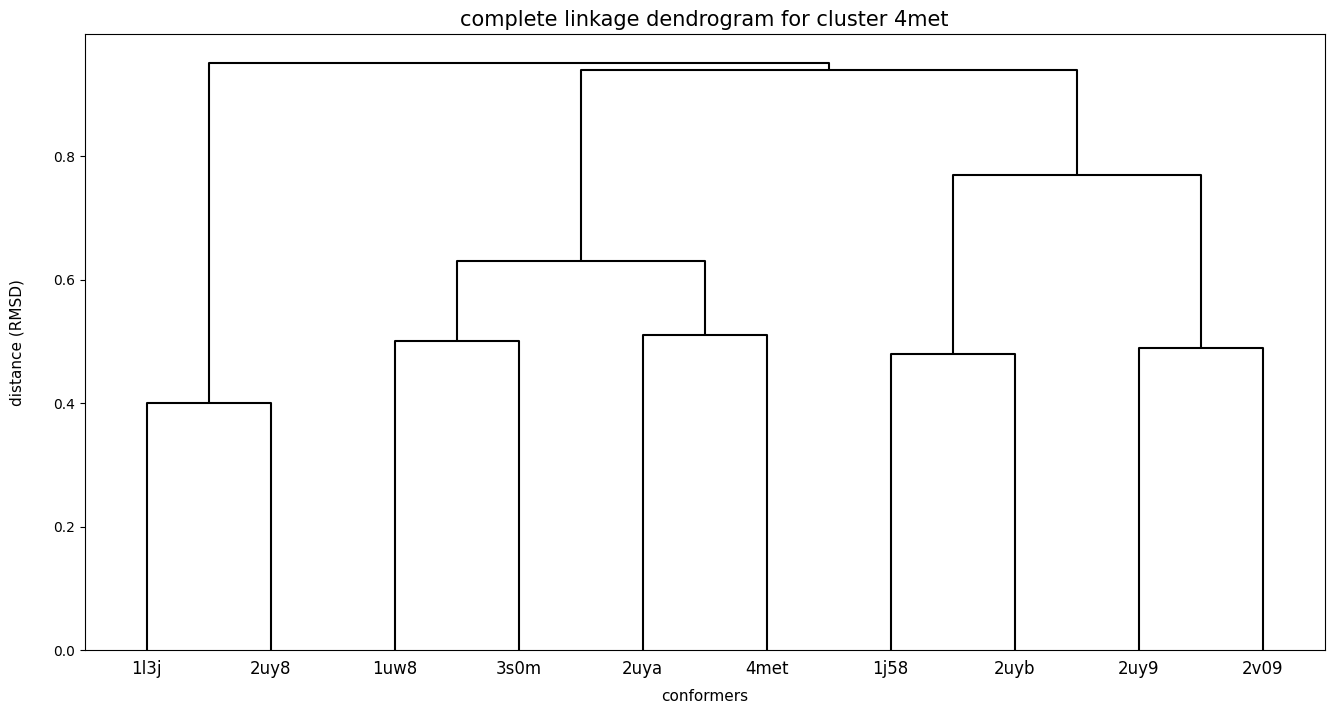 complete linkage dendrogram for cluster 4met
0.8
0.6
0.4
0.2
0.0
distance (RMSD)
1l3j 2uy8 1uw8 3s0m 2uya 4met 1j58 2uyb 2uy9 2v09
conformers